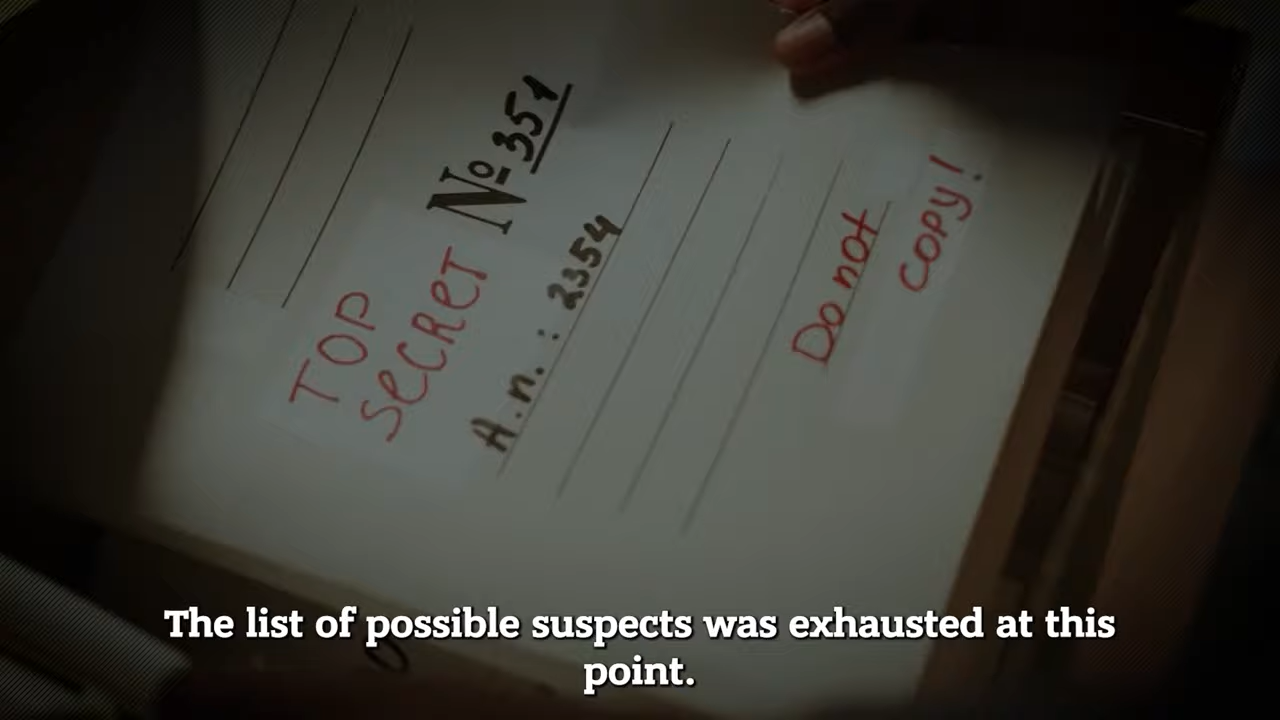 TOP
SECRET
№ 351
A.n. : 2354
Do not
copy!
The list of possible suspects was exhausted at this
point.